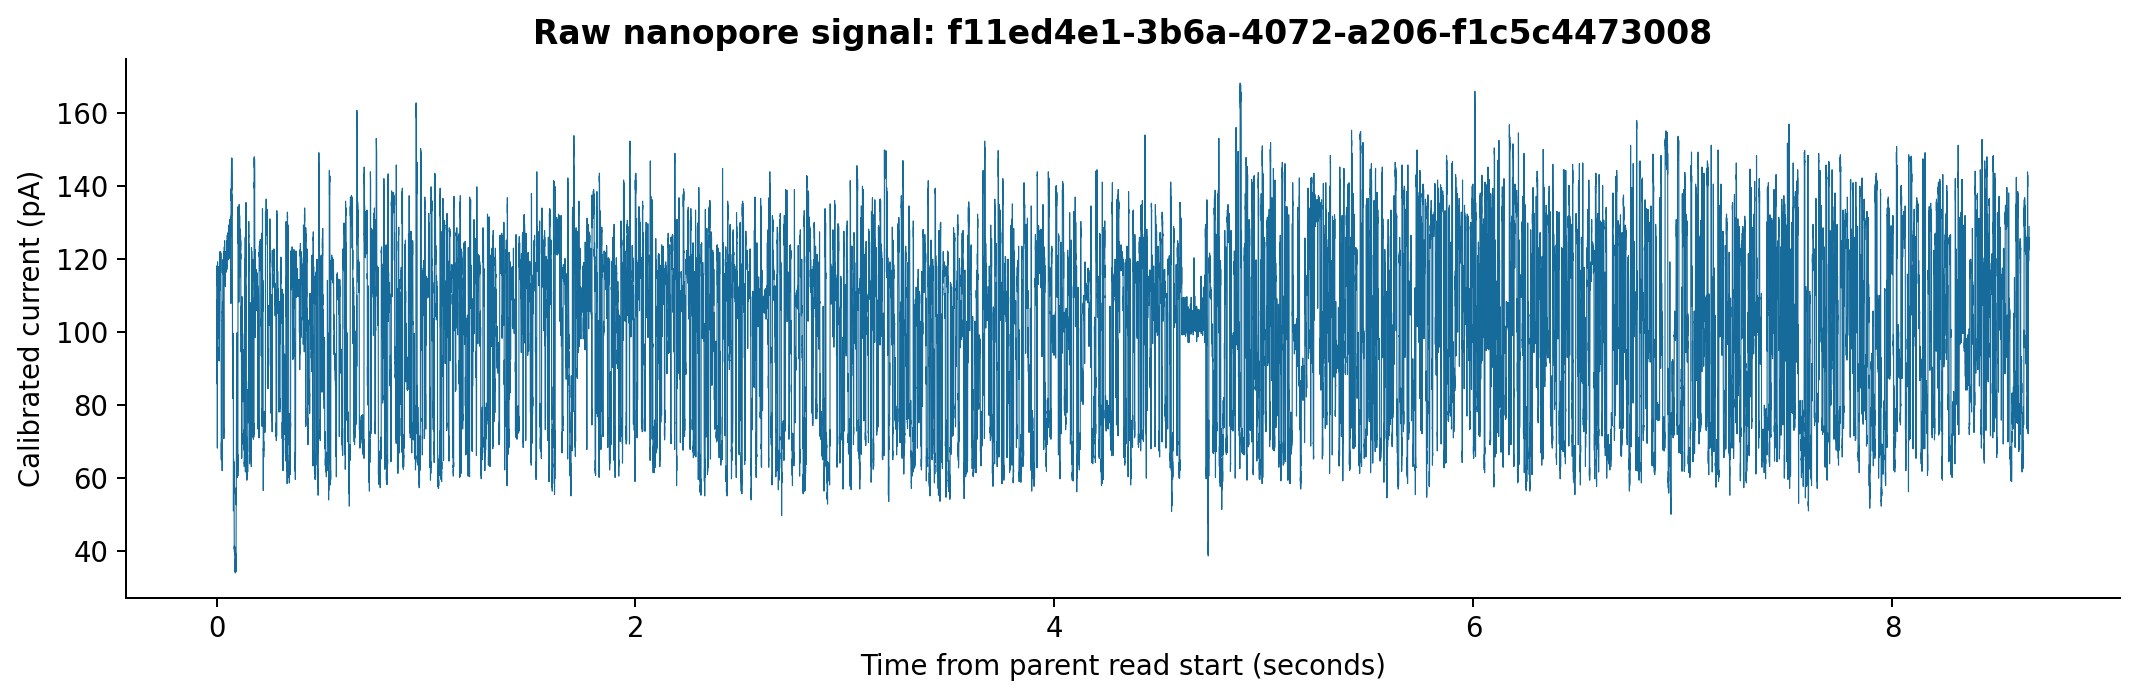 Raw nanopore signal: f11ed4e1-3b6a-4072-a206-f1c5c4473008
Calibrated current (pA)
160
140
120
100
80
60
40
0 2 4 6 8
Time from parent read start (seconds)